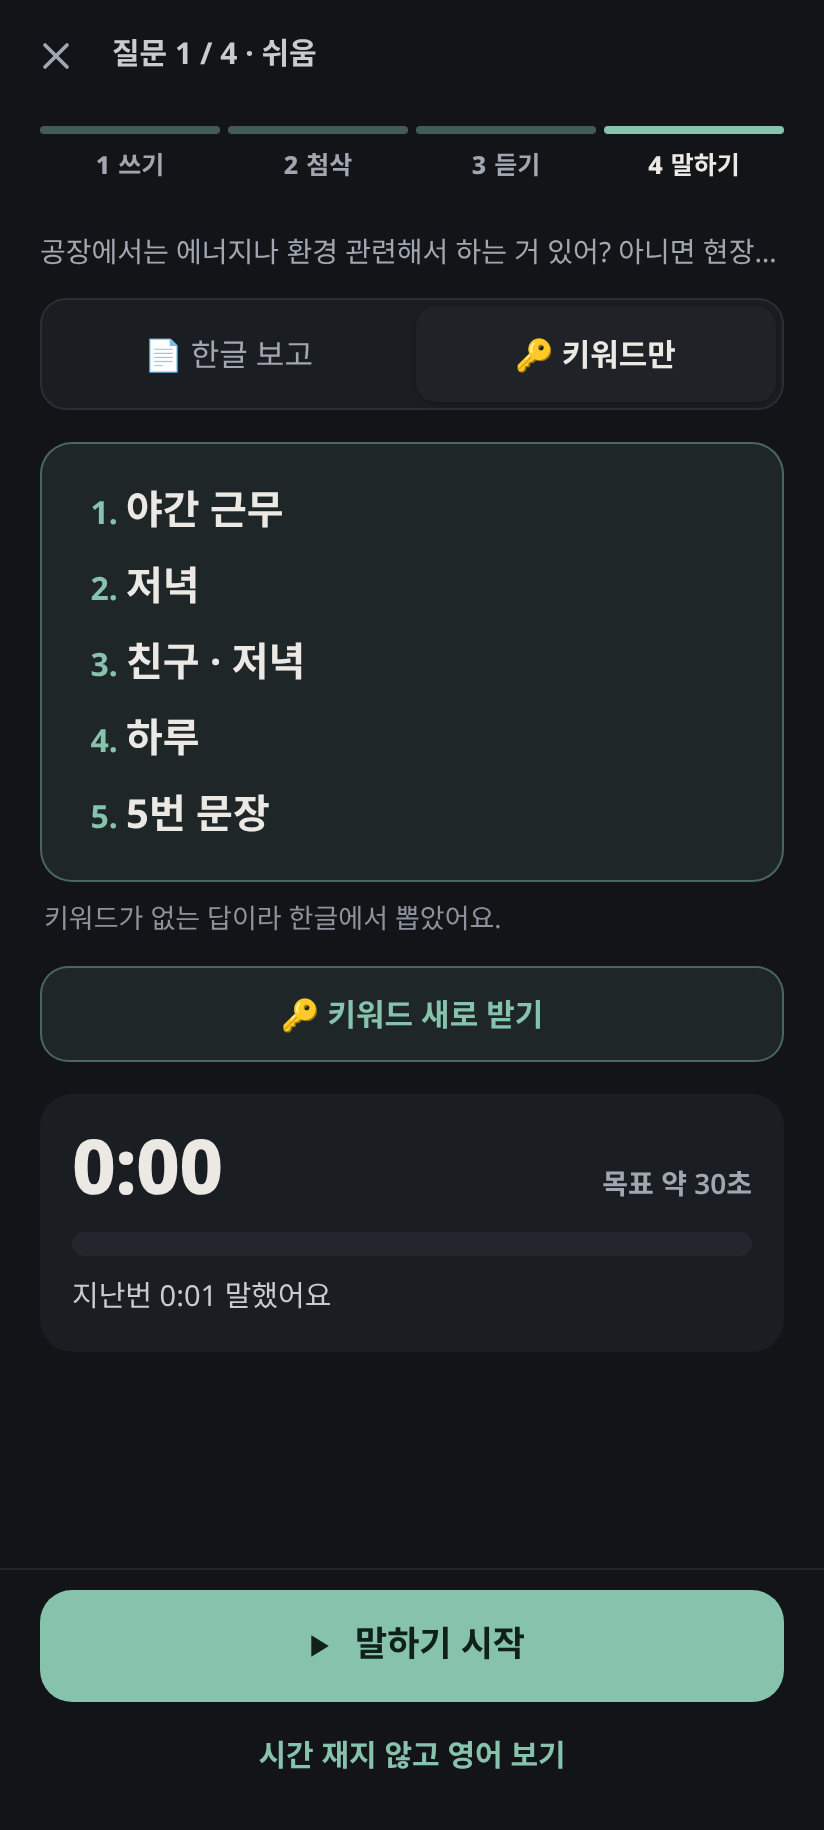 질문 1 / 4 · 쉬움
1 쓰기
2 첨삭
3 듣기
4 말하기
공장에서는 에너지나 환경 관련해서 하는 거 있어? 아니면 현장...
한글 보고
키워드만
1. 야간 근무
2. 저녁
3. 친구 · 저녁
4. 하루
5. 5번 문장
키워드가 없는 답이라 한글에서 뽑았어요.
키워드 새로 받기
0:00
목표 약 30초
지난번 0:01 말했어요
말하기 시작
시간 재지 않고 영어 보기